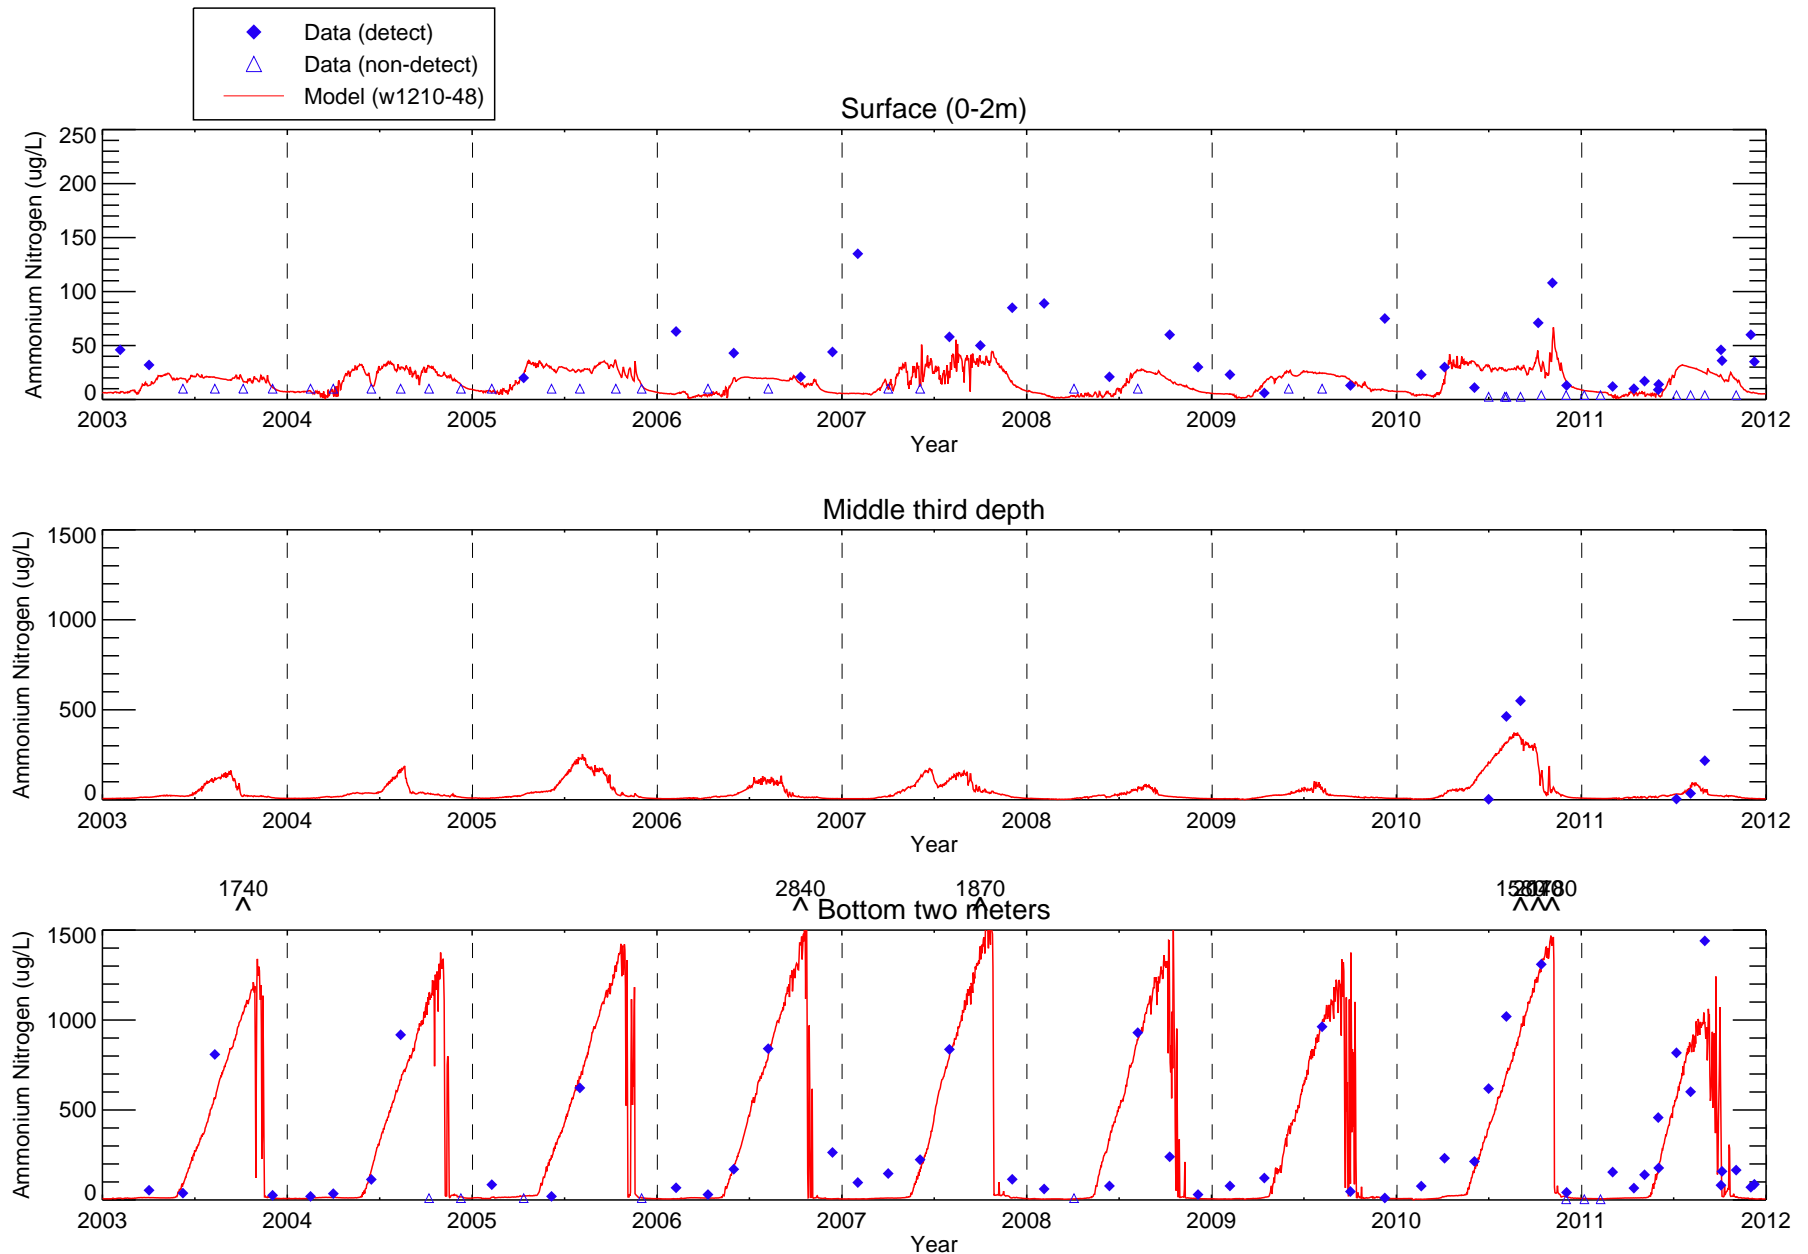 Data (detect)
Data (non-detect)
Model (w1210-48)
Surface (0-2m)
Ammonium Nitrogen (ug/L)
250
200
150
100
50
0
2003 2004 2005 2006 2007 2008 2009 2010 2011 2012
Year
Middle third depth
Ammonium Nitrogen (ug/L)
1500
1000
500
0
2003 2004 2005 2006 2007 2008 2009 2010 2011 2012
Year
1740 2840 1870
Bottom two meters
Ammonium Nitrogen (ug/L)
1500
1000
500
0
2003 2004 2005 2006 2007 2008 2009 2010 2011 2012
Year